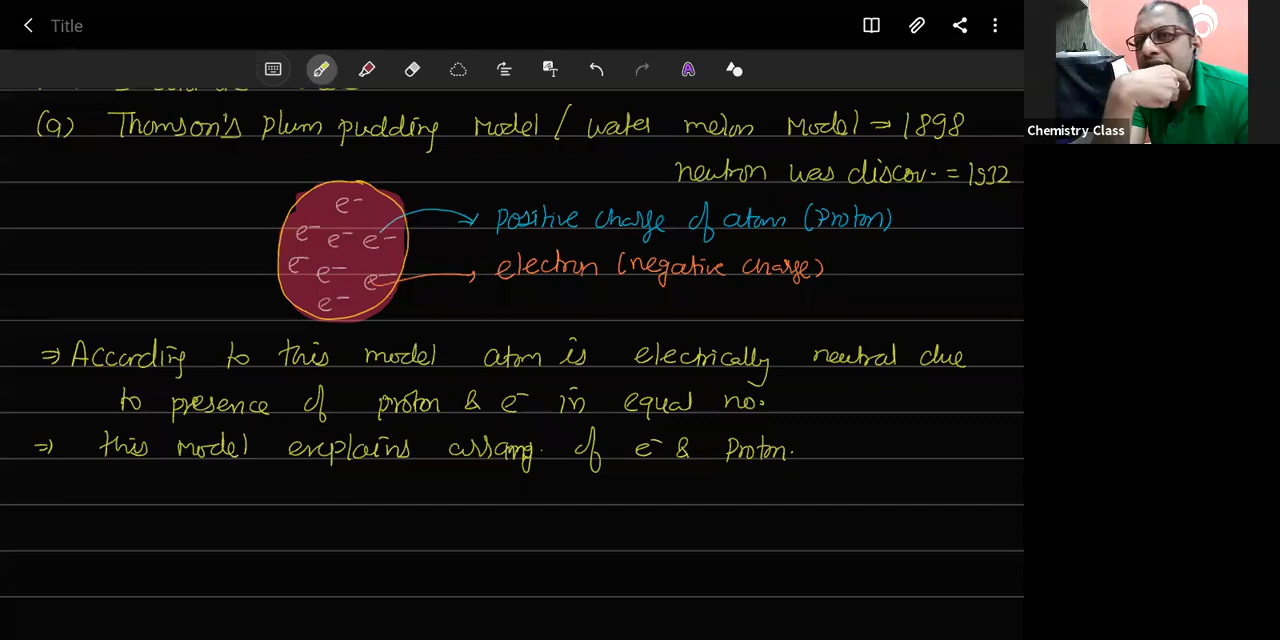 Title
Chemistry Class
(a) Thomson's plum pudding Model / water melon Model = 1898
neutron was discov. = 1932
e- 
e- e- e-
positive charge of atom (Proton)
e- e- e-
electron (negative charge)
e-
⇒ According to this model atom is electrically neutral due
to presence of proton & e- in equal no.
⇒ this model explains arrang. of e- & Proton.